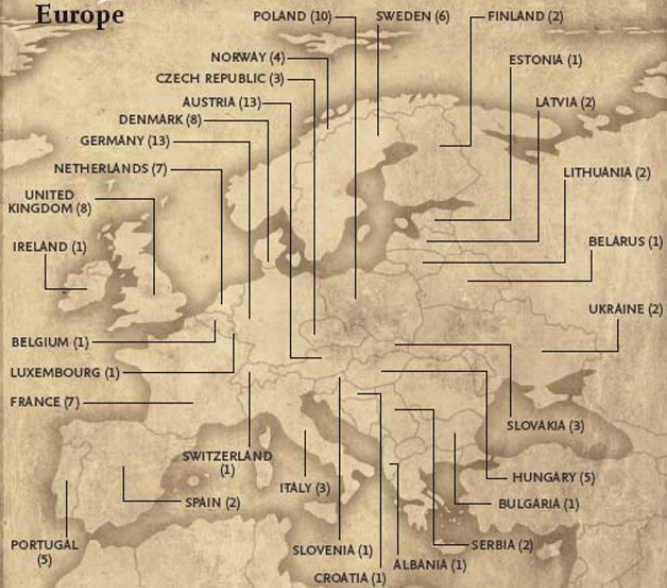 Europe
POLAND (10)
SWEDEN (6)
FINLAND (2)
NORWAY (4)
ESTONIA (1)
CZECH REPUBLIC (3)
AUSTRIA (13)
LATVIA (2)
DENMARK (8)
GERMANY (13)
NETHERLANDS (7)
LITHUANIA (2)
UNITED
KINGDOM (8)
IRELAND (1)
BELARUS (1)
UKRAINE (2)
BELGIUM (1)
LUXEMBOURG (1)
FRANCE (7)
SLOVAKIA (3)
SWITZERLAND
(1)
ITALY (3)
HUNGARY (5)
SPAIN (2)
BULGARIA (1)
PORTUGAL
(5)
SLOVENIA (1)
SERBIA (2)
ALBANIA (1)
CROATIA (1)